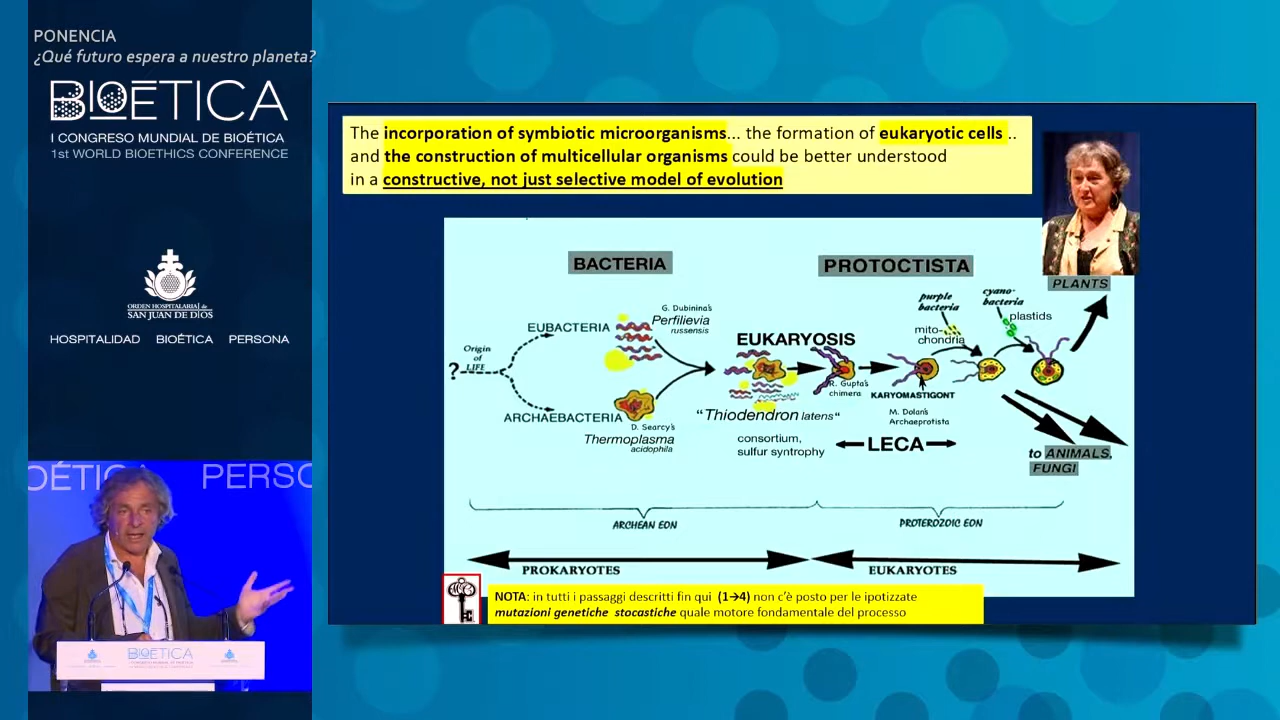 PONENCIA
¿Qué futuro espera a nuestro planeta?
BIOÉTICA
I CONGRESO MUNDIAL DE BIOÉTICA
1st WORLD BIOETHICS CONFERENCE
ORDEN HOSPITALARIA de
SAN JUAN DE DIOS
HOSPITALIDAD BIOÉTICA PERSONA
OÉTICA PERSO
BIOÉTICA
The incorporation of symbiotic microorganisms... the formation of eukaryotic cells ..
and the construction of multicellular organisms could be better understood
in a constructive, not just selective model of evolution
BACTERIA
PROTOCTISTA
PLANTS
purple
bacteria
cyano-
bacteria
plastids
mito-
chondria
G. Dubinina's
Perfilievia
russensis
EUBACTERIA
EUKARYOSIS
Origin
of
LIFE
?
R. Gupta's
chimera
KARYOMASTIGONT
ARCHAEBACTERIA
D. Searcy's
Thermoplasma
acidophila
"Thiodendron latens"
M. Dolan's
Archaeprotista
consortium,
sulfur syntrophy
LECA
to ANIMALS,
FUNGI
ARCHEAN EON
PROTEROZOIC EON
PROKARYOTES
EUKARYOTES
NOTA: in tutti i passaggi descritti fin qui (1→4) non c'è posto per le ipotizzate
mutazioni genetiche stocastiche quale motore fondamentale del processo